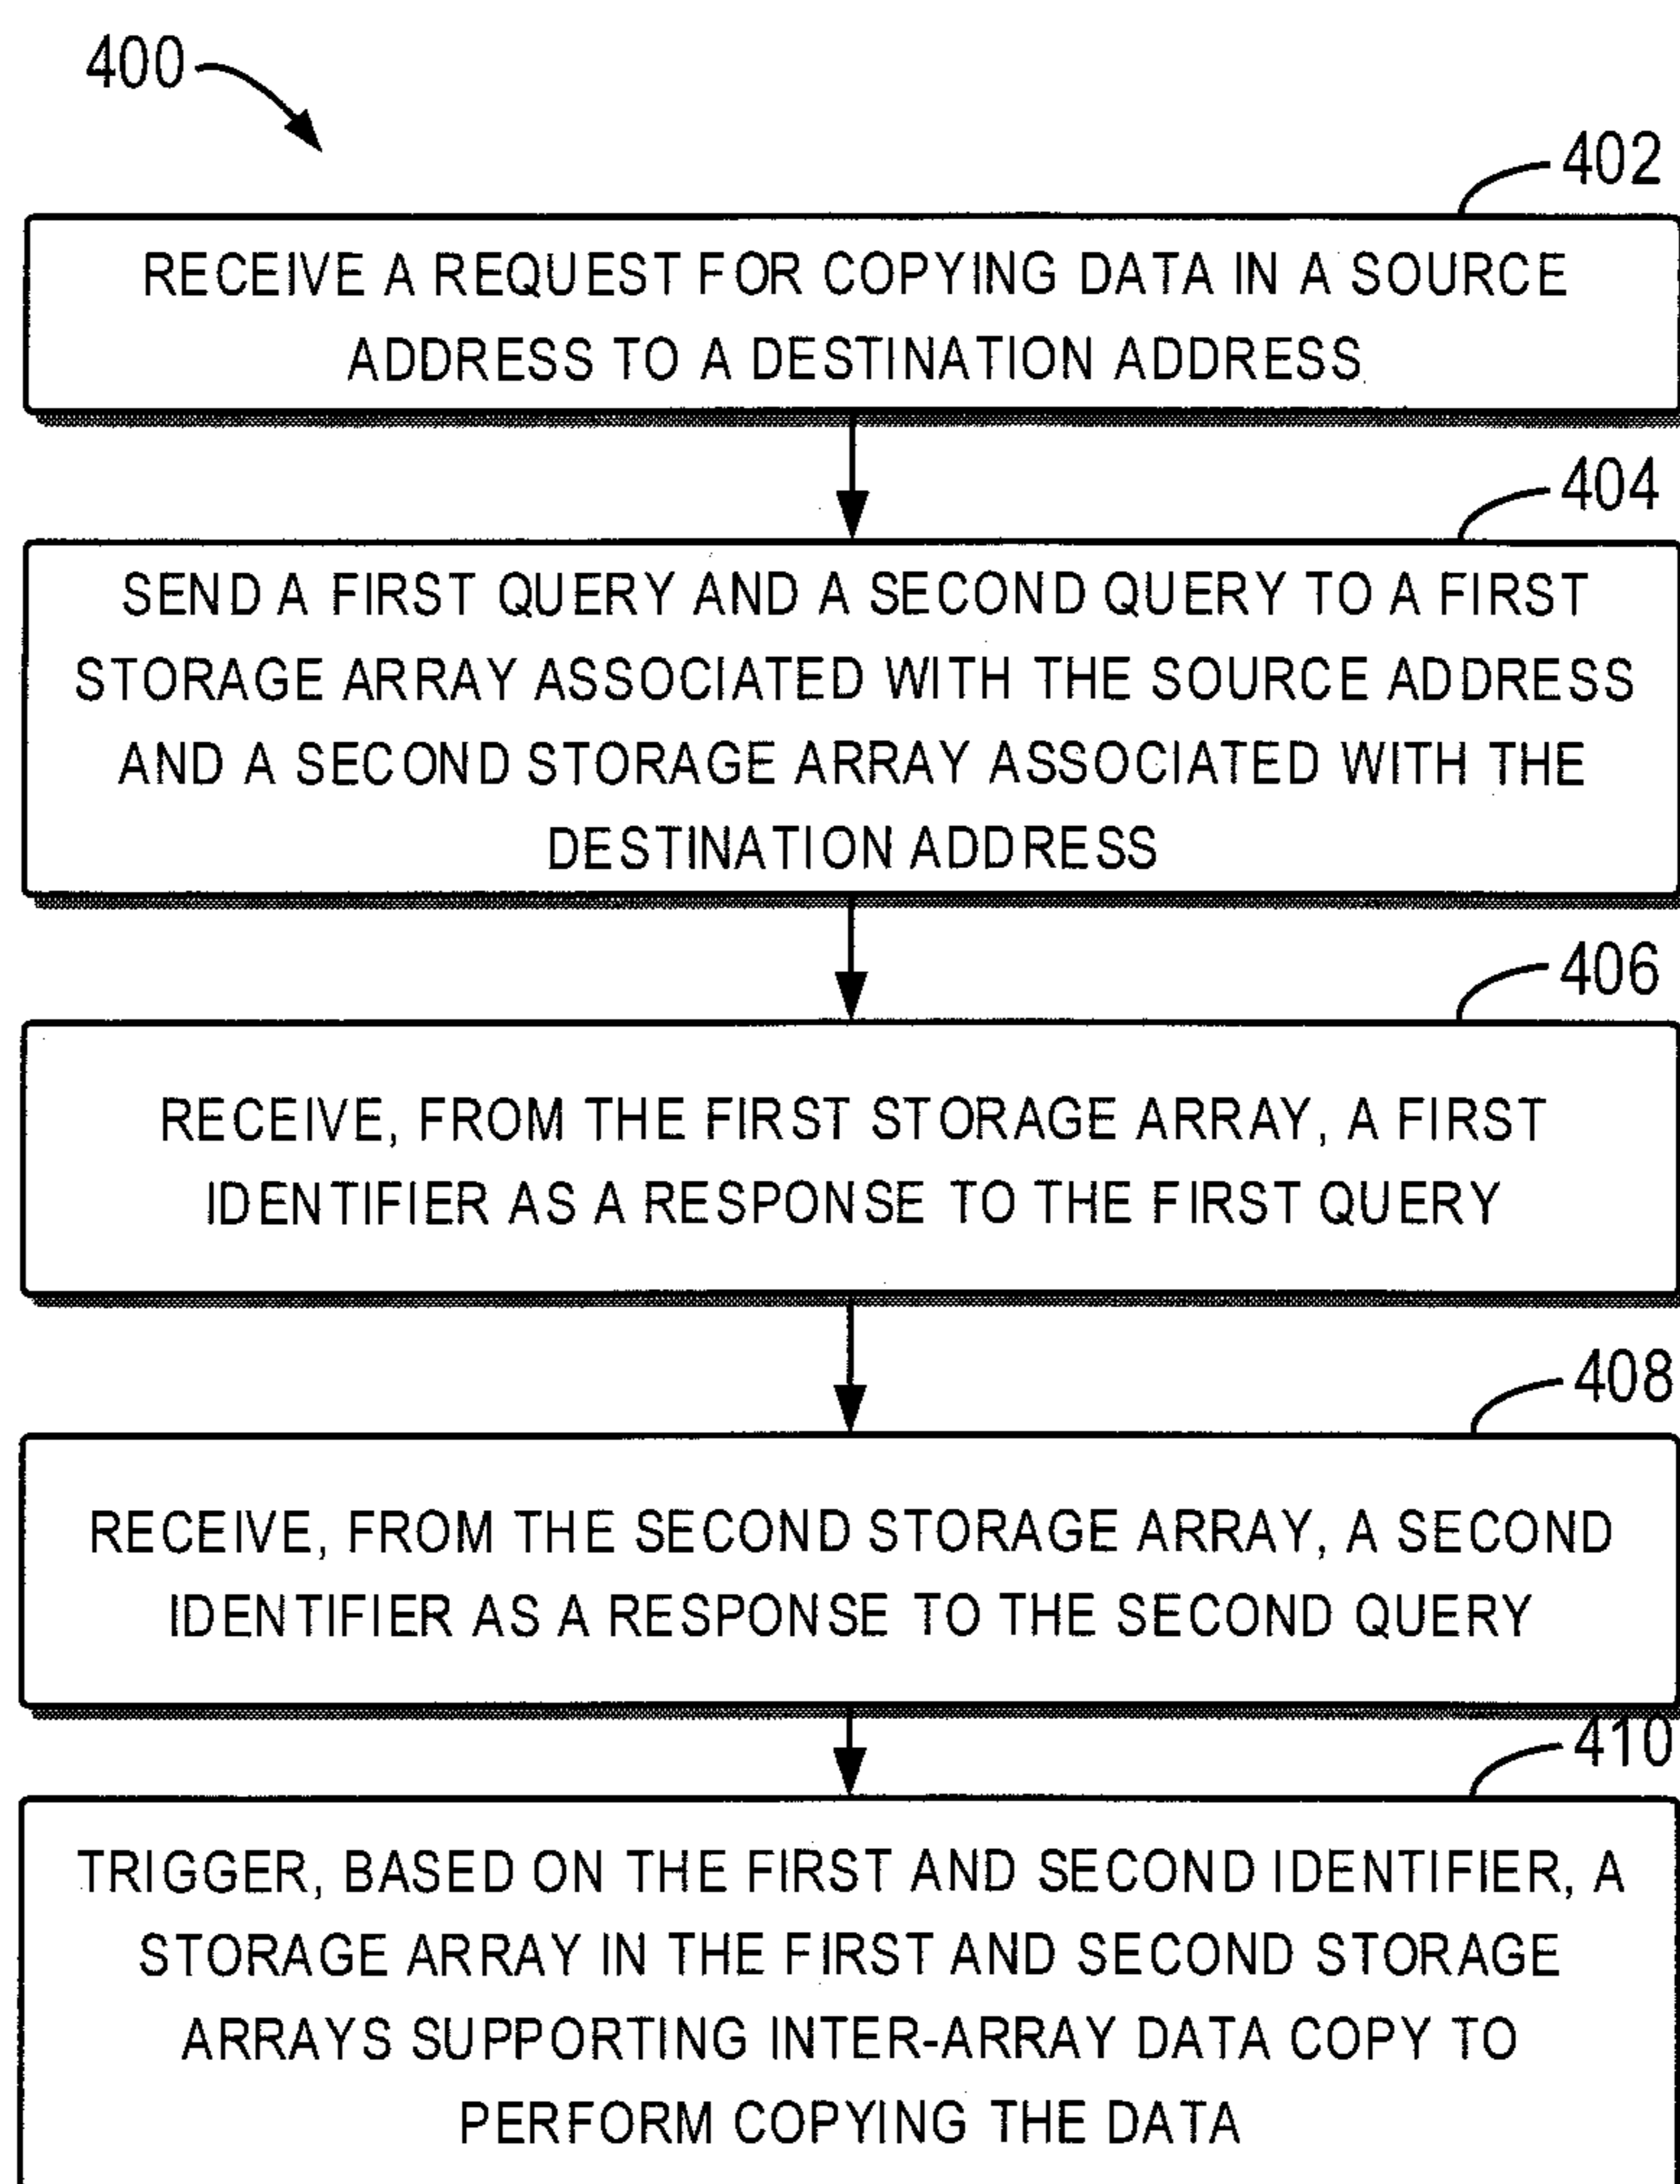 400
402
RECEIVE A REQUEST FOR COPYING DATA IN A SOURCE
ADDRESS TO A DESTINATION ADDRESS
404
SEND A FIRST QUERY AND A SECOND QUERY TO A FIRST
STORAGE ARRAY ASSOCIATED WITH THE SOURCE ADDRESS
AND A SECOND STORAGE ARRAY ASSOCIATED WITH THE
DESTINATION ADDRESS
406
RECEIVE, FROM THE FIRST STORAGE ARRAY, A FIRST
IDENTIFIER AS A RESPONSE TO THE FIRST QUERY
408
RECEIVE, FROM THE SECOND STORAGE ARRAY, A SECOND
IDENTIFIER AS A RESPONSE TO THE SECOND QUERY
410
TRIGGER, BASED ON THE FIRST AND SECOND IDENTIFIER, A
STORAGE ARRAY IN THE FIRST AND SECOND STORAGE
ARRAYS SUPPORTING INTER-ARRAY DATA COPY TO
PERFORM COPYING THE DATA